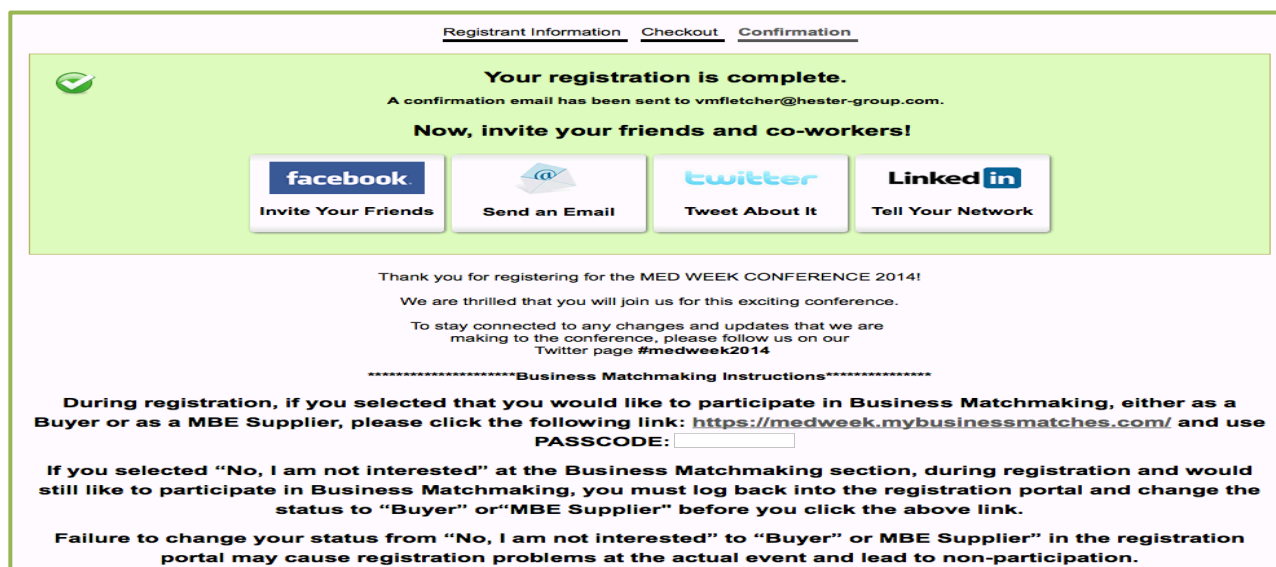 Registrant Information Checkout Confirmation
Your registration is complete.
A confirmation email has been sent to vmfletcher@hester-group.com.
Now, invite your friends and co-workers!
facebook.
Invite Your Friends
@
Send an Email
twitter
Tweet About It
Linked in
Tell Your Network
Thank you for registering for the MED WEEK CONFERENCE 2014!
We are thrilled that you will join us for this exciting conference.
To stay connected to any changes and updates that we are
making to the conference, please follow us on our
Twitter page #medweek2014
*********************Business Matchmaking Instructions***************
During registration, if you selected that you would like to participate in Business Matchmaking, either as a
Buyer or as a MBE Supplier, please click the following link: https://medweek.mybusinessmatches.com/ and use
PASSCODE:
If you selected “No, I am not interested” at the Business Matchmaking section, during registration and would
still like to participate in Business Matchmaking, you must log back into the registration portal and change the
status to “Buyer” or“MBE Supplier" before you click the above link.
Failure to change your status from “No, I am not interested” to “Buyer” or MBE Supplier” in the registration
portal may cause registration problems at the actual event and lead to non-participation.